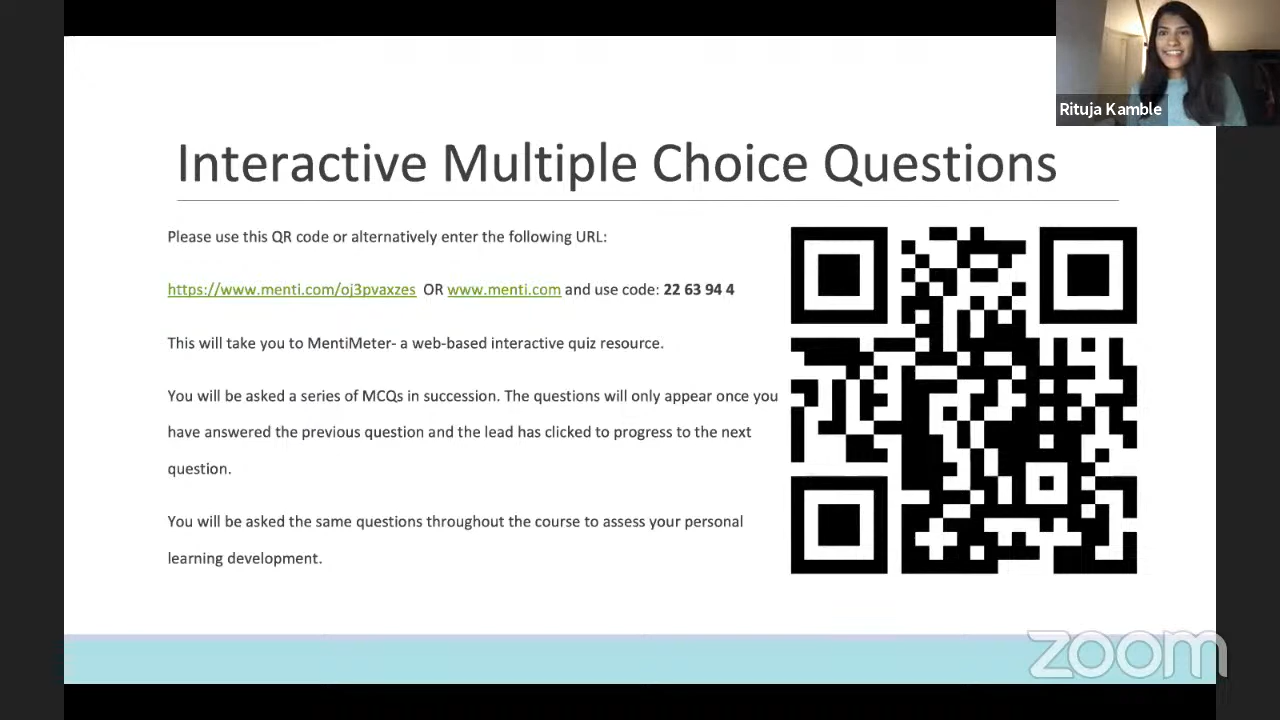 Rituja Kamble
Interactive Multiple Choice Questions
Please use this QR code or alternatively enter the following URL:
https://www.menti.com/oj3pvaxzes OR www.menti.com and use code: 22 63 94 4
This will take you to MentiMeter- a web-based interactive quiz resource.
You will be asked a series of MCQs in succession. The questions will only appear once you
have answered the previous question and the lead has clicked to progress to the next
question.
You will be asked the same questions throughout the course to assess your personal
learning development.
zoom